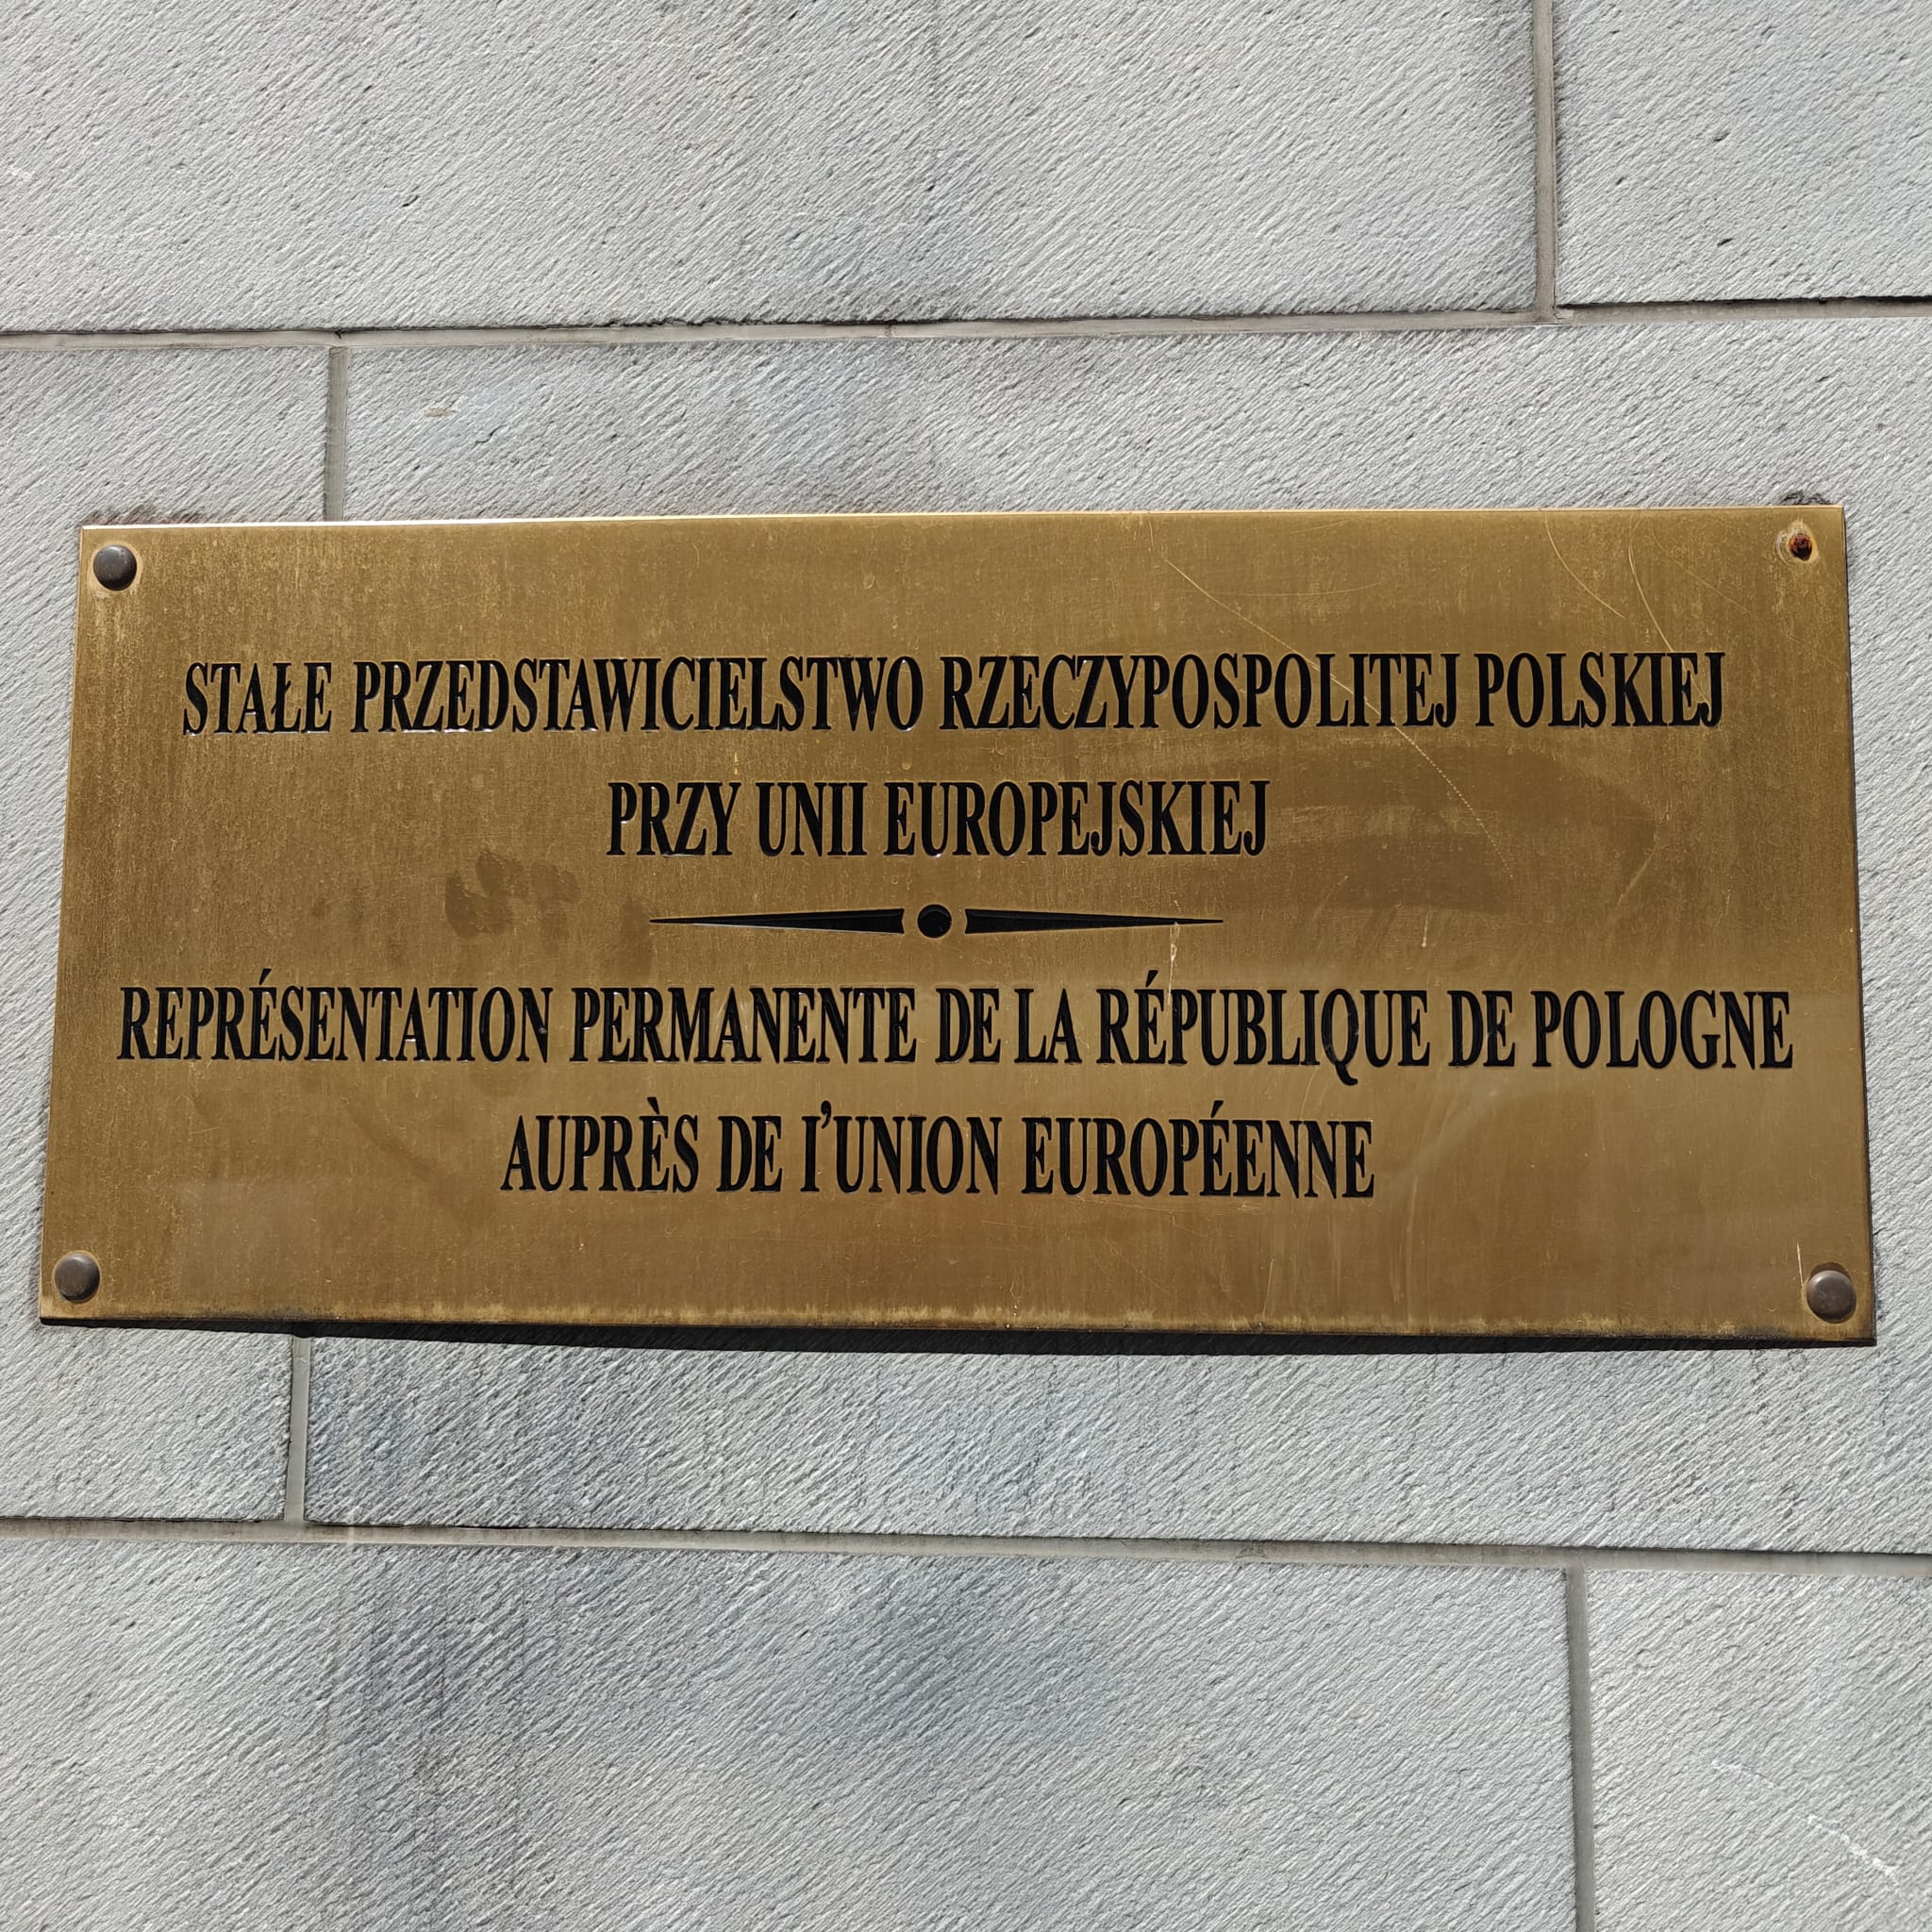 STAŁE PRZEDSTAWICIELSTWO RZECZYPOSPOLITEJ POLSKIEJ
PRZY UNII EUROPEJSKIEJ
REPRÉSENTATION PERMANENTE DE LA RÉPUBLIQUE DE POLOGNE
AUPRÈS DE I'UNION EUROPÉENNE